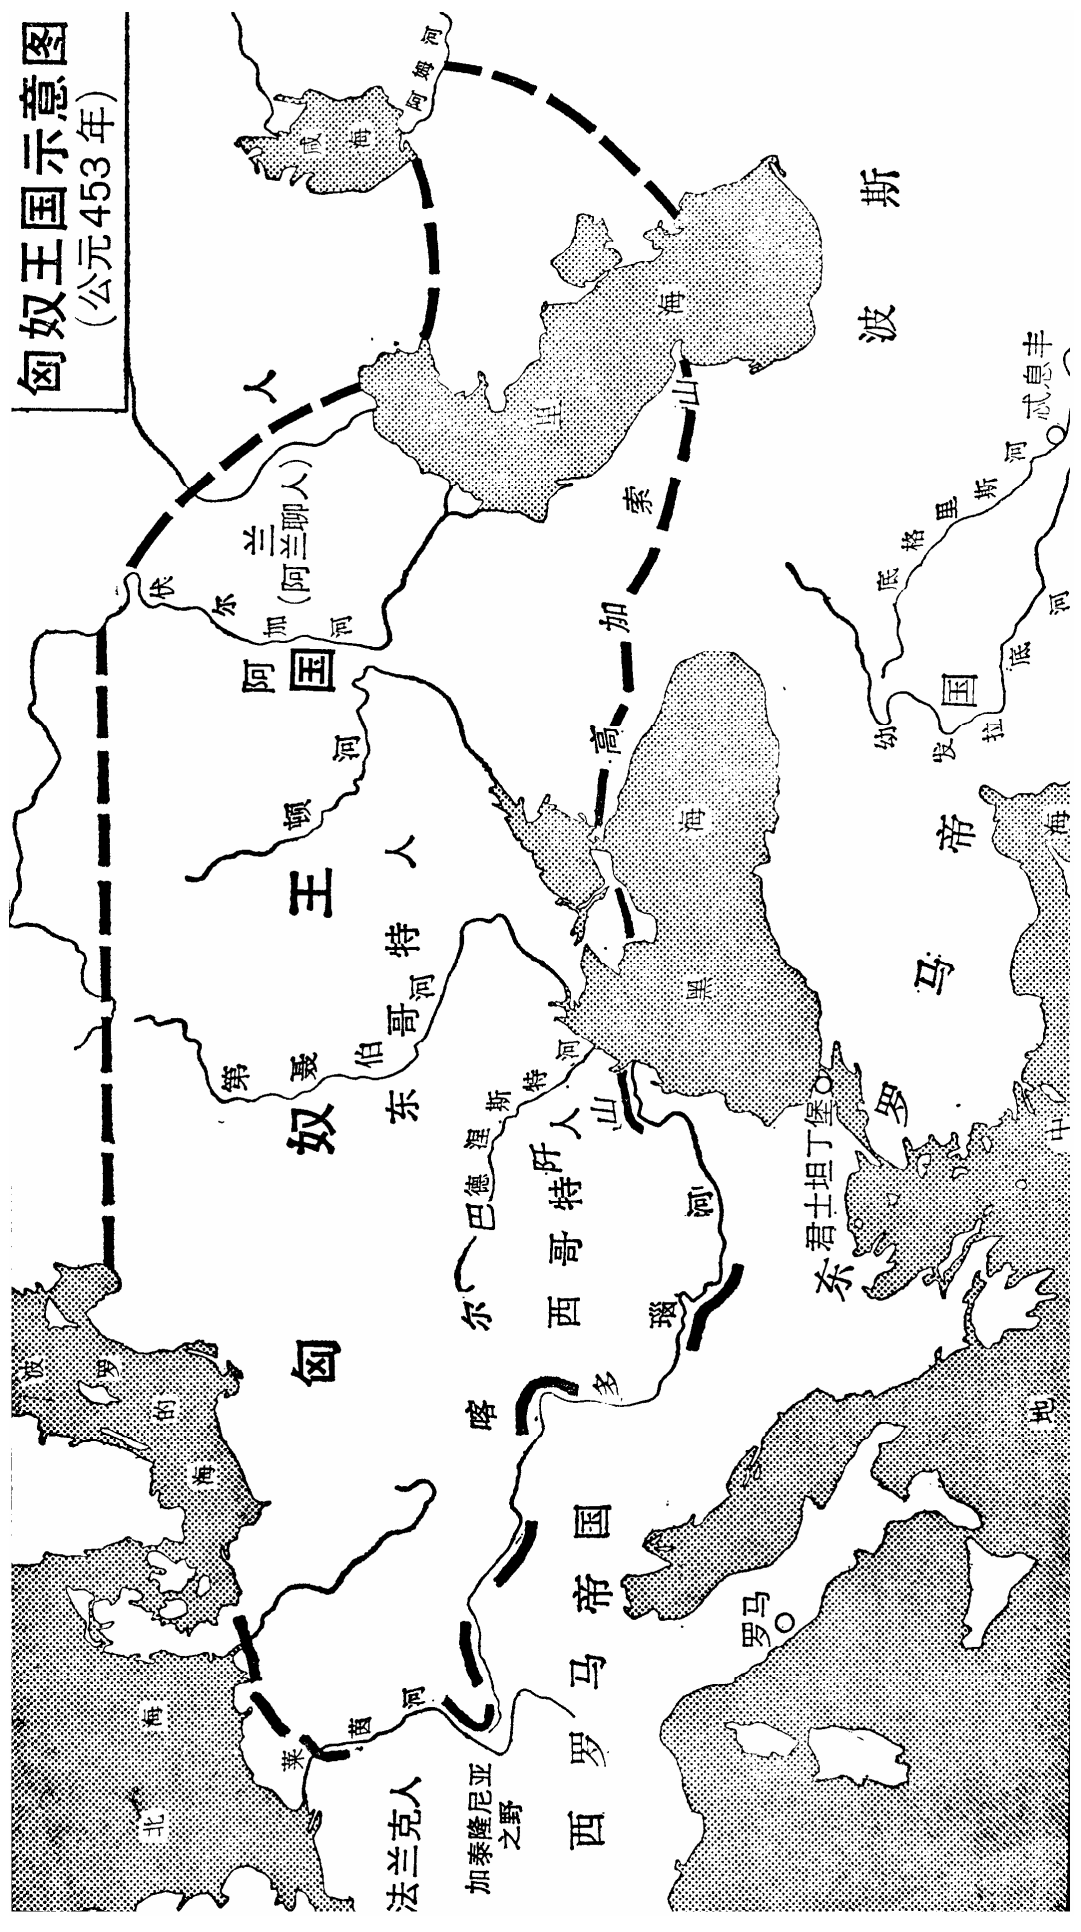 匈奴王国示意图
(公元453年)
北海
波罗的海
咸海
阿姆河
里海
黑海
地中海
莱茵河
多瑙河
第聂伯河
德涅斯特河
顿河
伏尔加河
底格里斯河
幼发拉底河
匈奴王国
阿兰人
(阿兰聊人)
东哥特人
西哥特人
喀尔巴阡山
高加索山
法兰克人
加泰隆尼亚
之野
西罗马帝国
罗马
东罗马帝国
君士坦丁堡
波斯
忒息丰